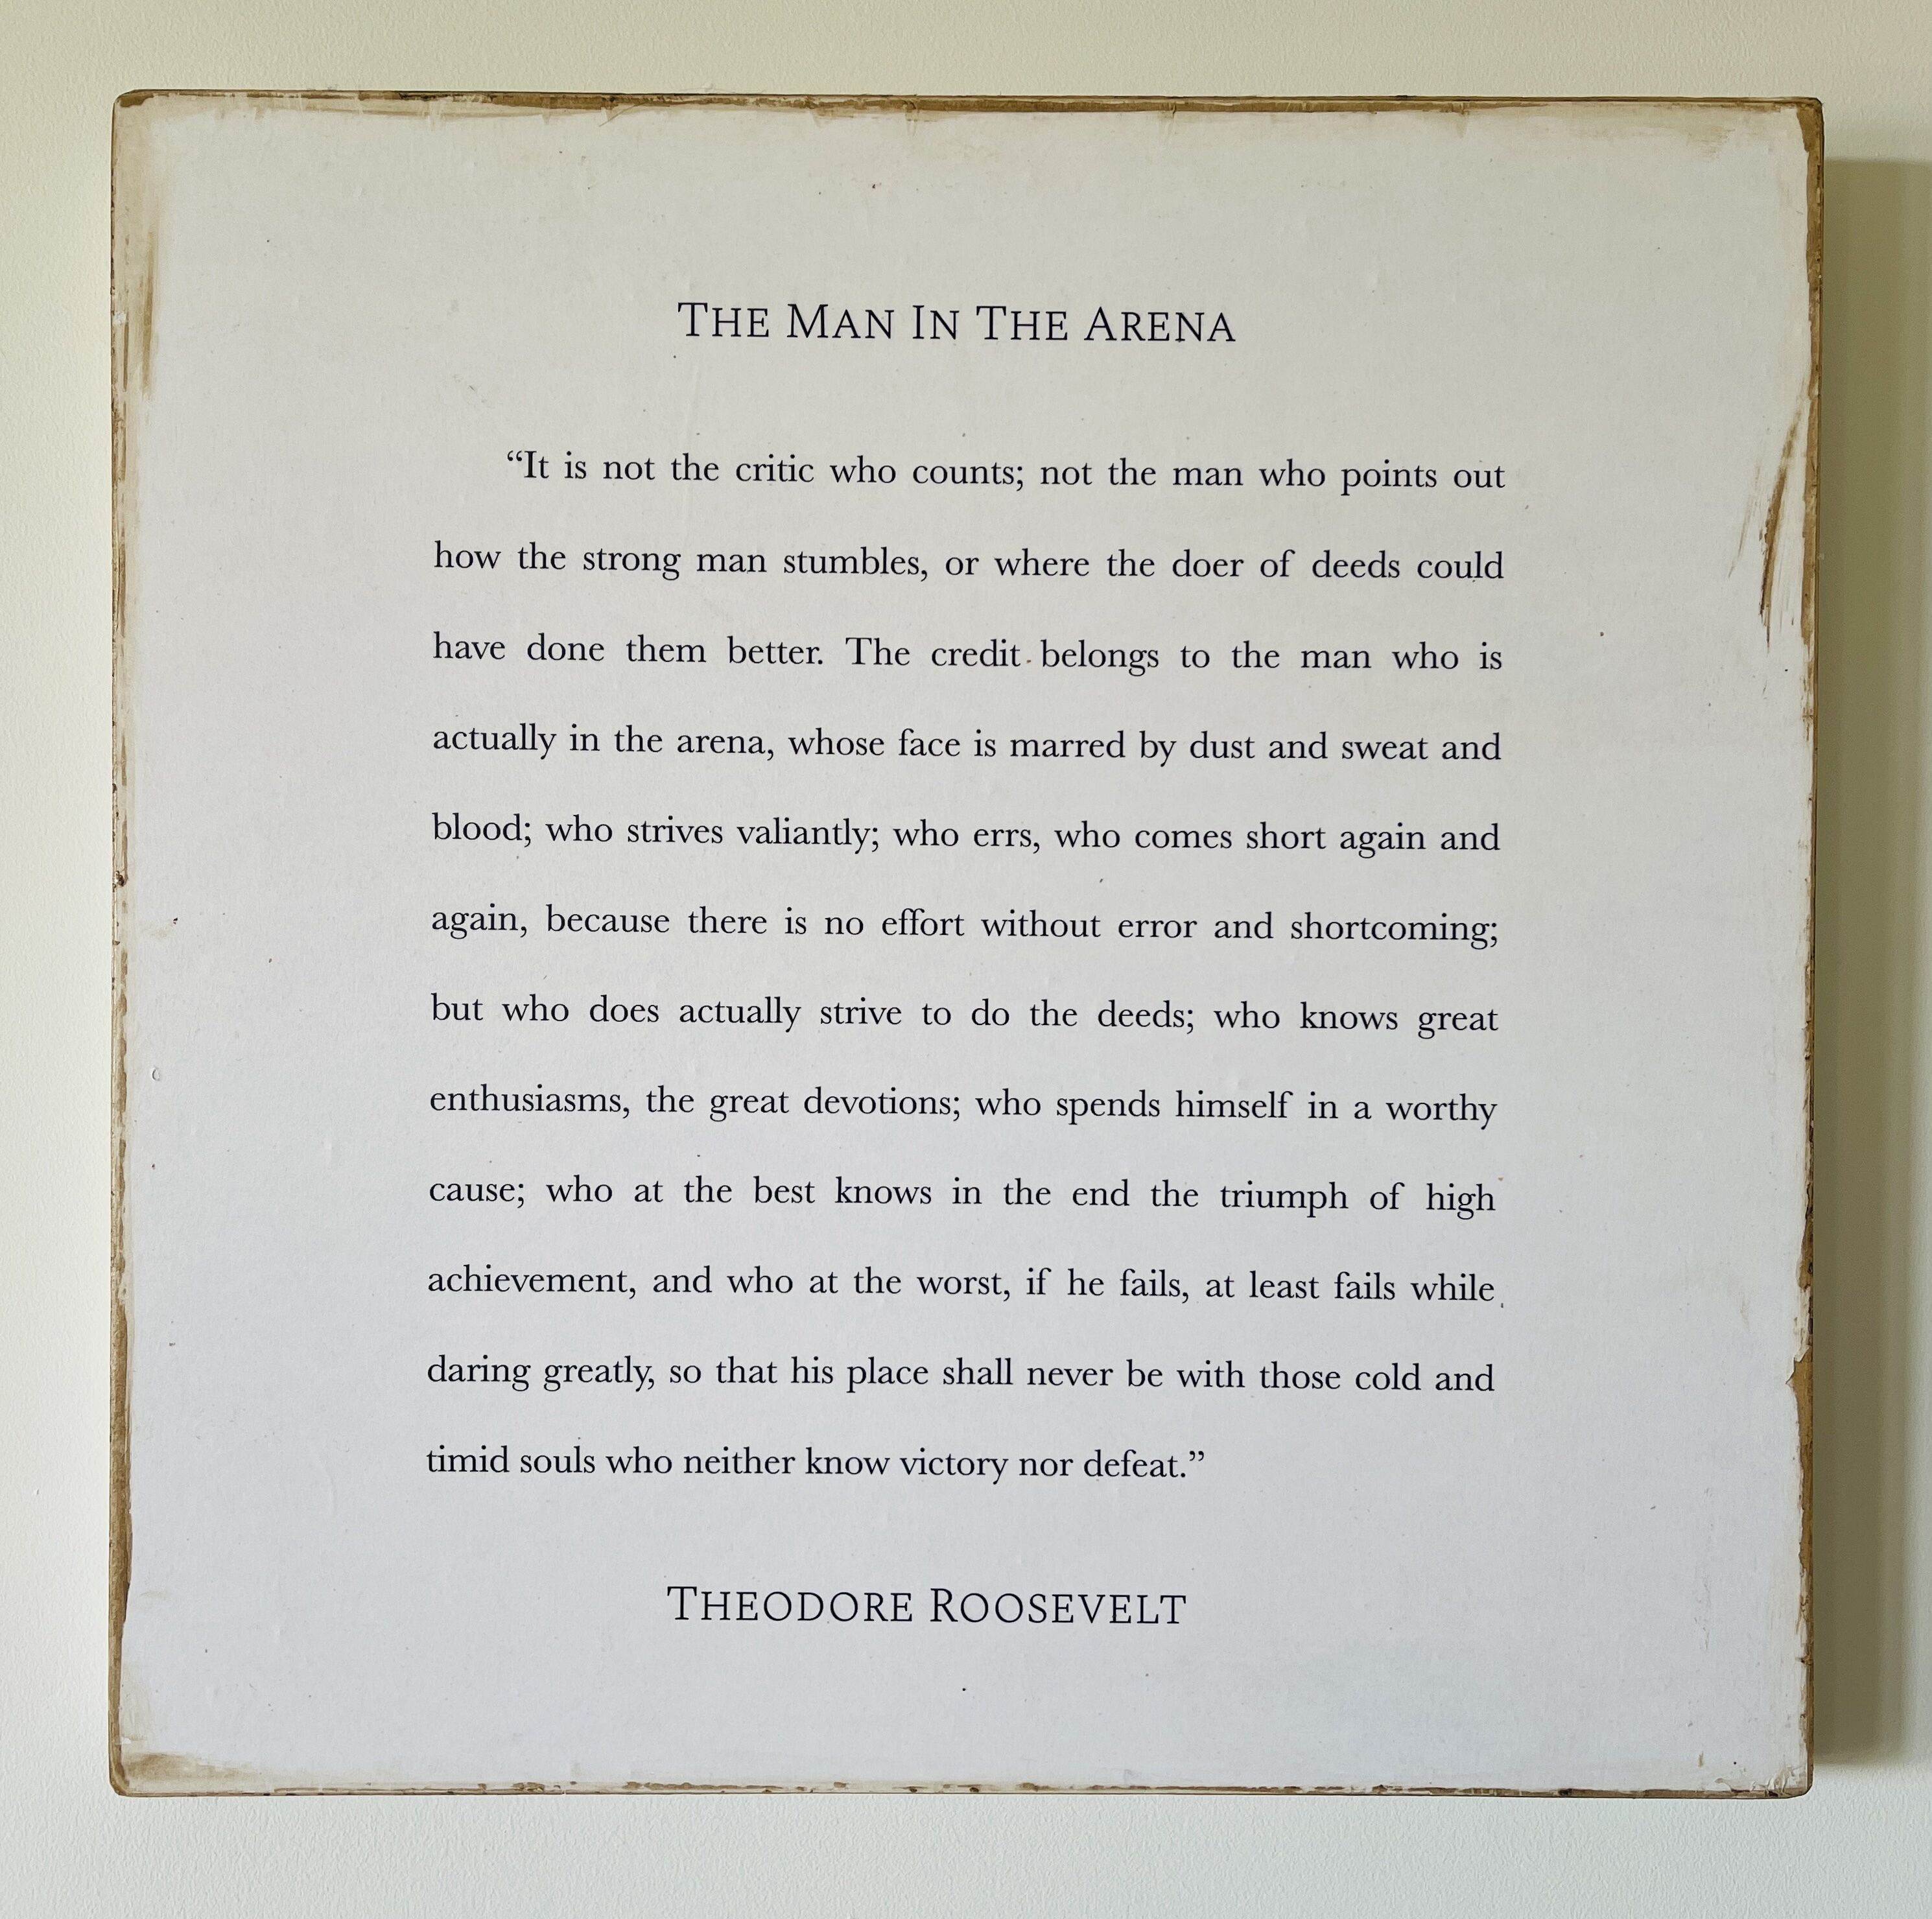 THE MAN IN THE ARENA
“It is not the critic who counts; not the man who points out
how the strong man stumbles, or where the doer of deeds could
have done them better. The credit belongs to the man who is
actually in the arena, whose face is marred by dust and sweat and
blood; who strives valiantly; who errs, who comes short again and
again, because there is no effort without error and shortcoming;
but who does actually strive to do the deeds; who knows great
enthusiasms, the great devotions; who spends himself in a worthy
cause; who at the best knows in the end the triumph of high
achievement, and who at the worst, if he fails, at least fails while
daring greatly, so that his place shall never be with those cold and
timid souls who neither know victory nor defeat.”
THEODORE ROOSEVELT